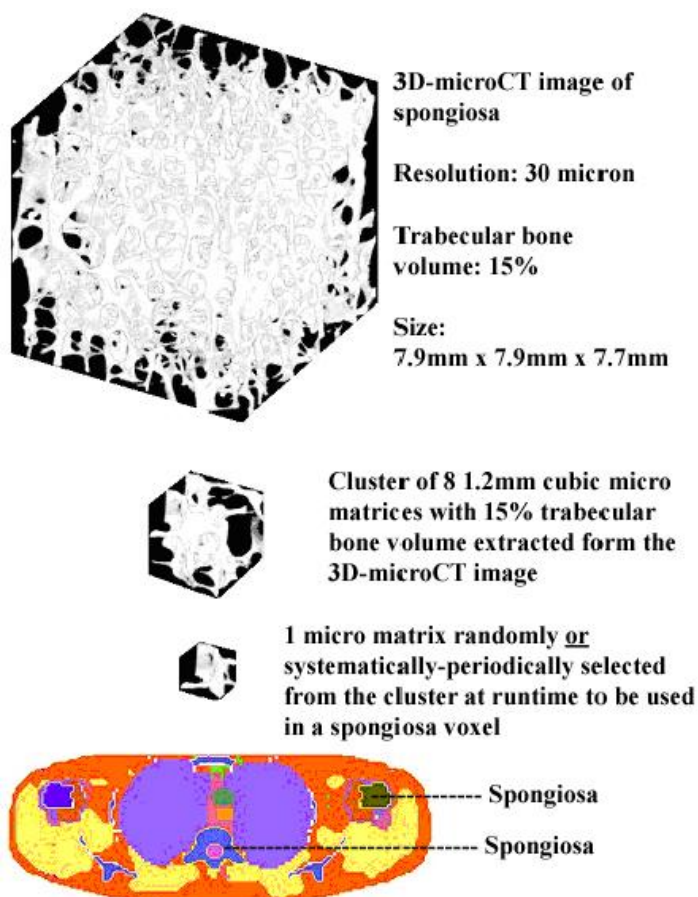 3D-microCT image of
spongiosa
Resolution: 30 micron
Trabecular bone
volume: 15%
Size:
7.9mm x 7.9mm x 7.7mm
Cluster of 8 1.2mm cubic micro
matrices with 15% trabecular
bone volume extracted form the
3D-microCT image
1 micro matrix randomly or
systematically-periodically selected
from the cluster at runtime to be used
in a spongiosa voxel
Spongiosa
Spongiosa